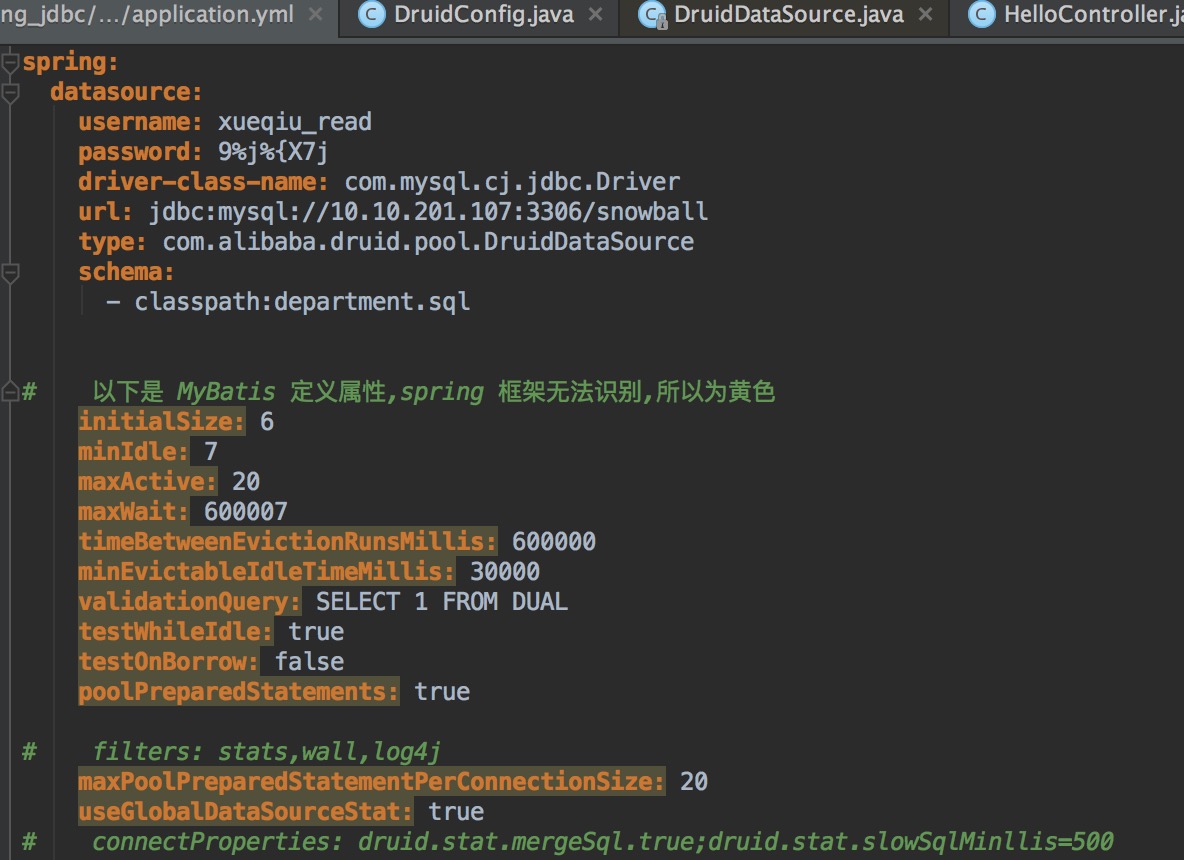 ng_jdbc/.../application.yml × DruidConfig.java × DruidDataSource.java × HelloController.ja
spring:
datasource:
username: xueqiu_read
password: 9%j%{X7j
driver-class-name: com.mysql.cj.jdbc.Driver
url: jdbc:mysql://10.10.201.107:3306/snowball
type: com.alibaba.druid.pool.DruidDataSource
schema:
- classpath:department.sql
# 以下是 MyBatis 定义属性,spring 框架无法识别,所以为黄色
initialSize: 6
minIdle: 7
maxActive: 20
maxWait: 600007
timeBetweenEvictionRunsMillis: 600000
minEvictableIdleTimeMillis: 30000
validationQuery: SELECT 1 FROM DUAL
testWhileIdle: true
testOnBorrow: false
poolPreparedStatements: true
# filters: stats,wall,log4j
maxPoolPreparedStatementPerConnectionSize: 20
useGlobalDataSourceStat: true
# connectProperties: druid.stat.mergeSql.true;druid.stat.slowSqlMinllis=500